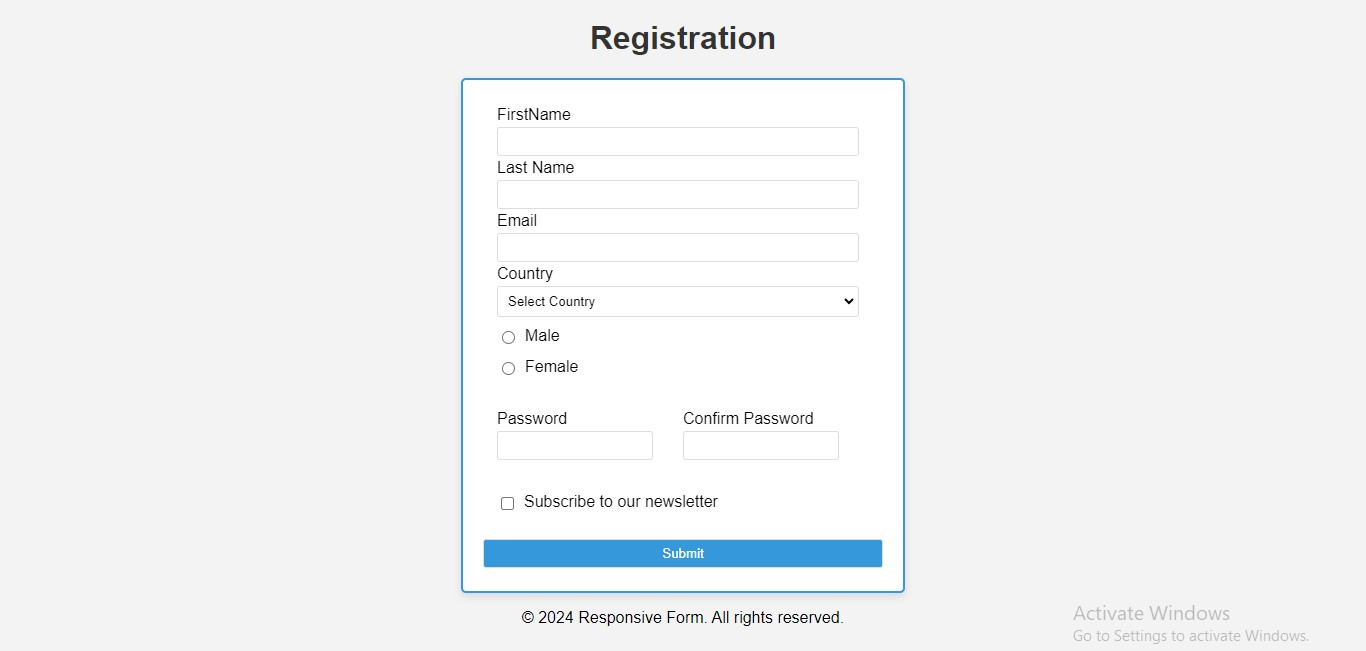 Registration
FirstName
Last Name
Email
Country
Select Country
Male
Female
Password Confirm Password
Subscribe to our newsletter
Submit
© 2024 Responsive Form. All rights reserved.
Activate Windows
Go to Settings to activate Windows.